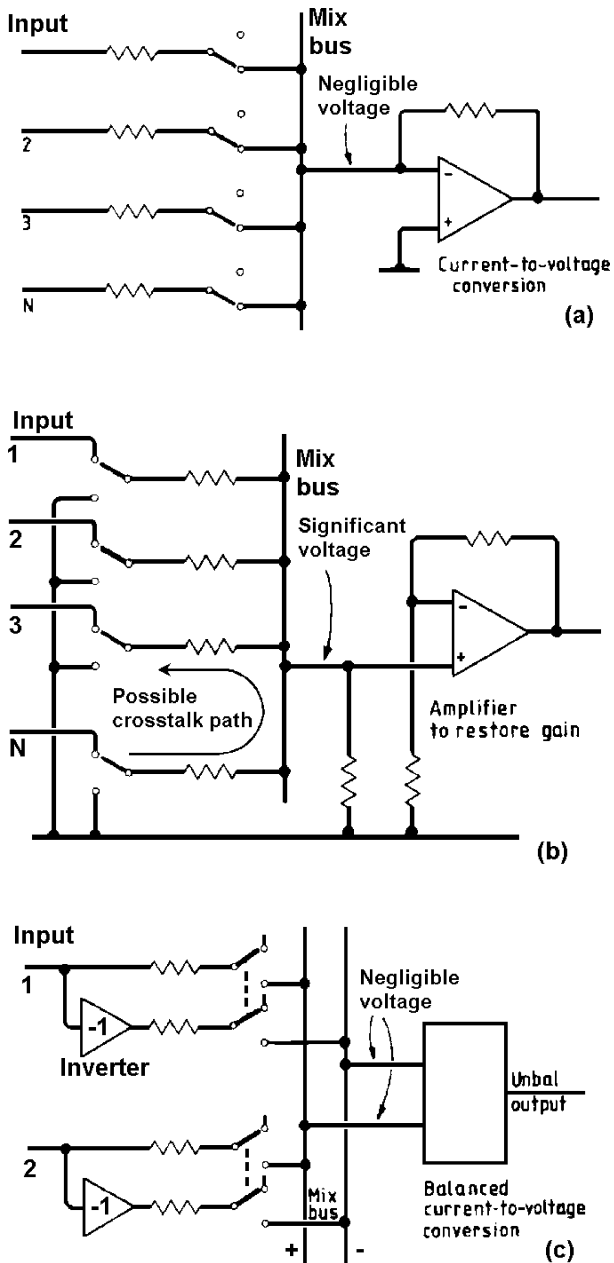 Input
Mix
bus
Negligible
voltage
2
3
N
-
+
Current-to-voltage
conversion
(a)
Input
1
Mix
bus
2
Significant
voltage
3
-
+
Possible
crosstalk path
Amplifier
to restore gain
N
(b)
Input
1
Negligible
voltage
-1
Inverter
Unbal
output
2
-1
Mix
bus
Balanced
current-to-voltage
conversion
+ -
(c)